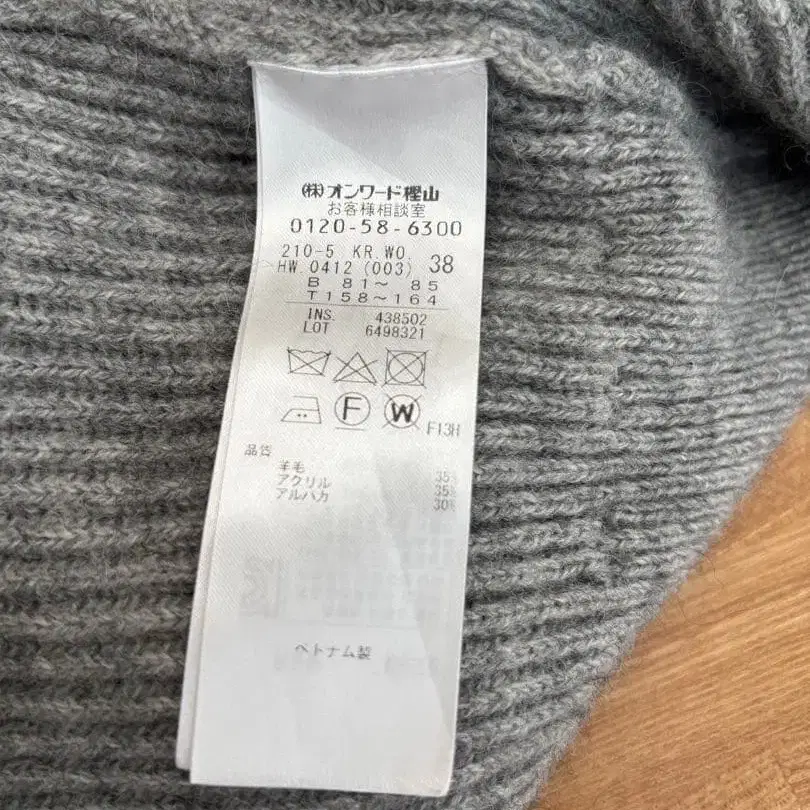 ㈱オンワード樫山
お客様相談室
0120-58-6300
210-5 KR.WO.
HW.0412 (003) 38
B 81〜 85
T 158〜164
INS. 438502
LOT 6498321
F W
F13H
品質
羊毛 35%
アクリル 35%
アルパカ 30%
ベトナム製